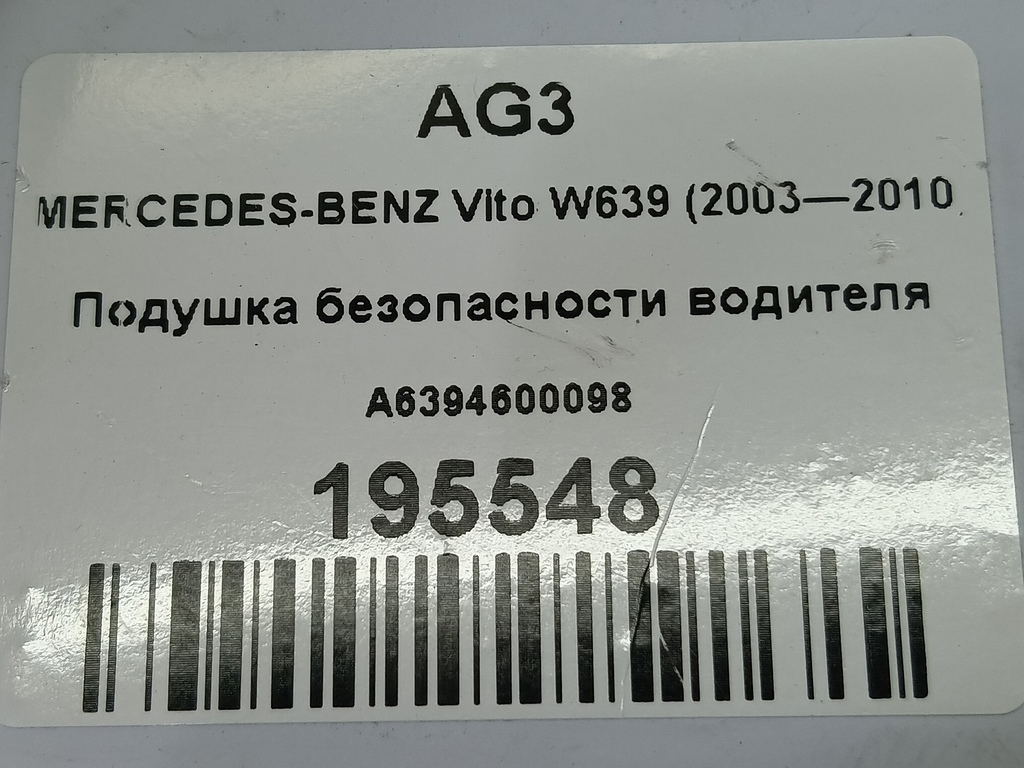 AG3
MERCEDES-BENZ Vito W639 (2003—2010
Подушка безопасности водителя
A6394600098
195548